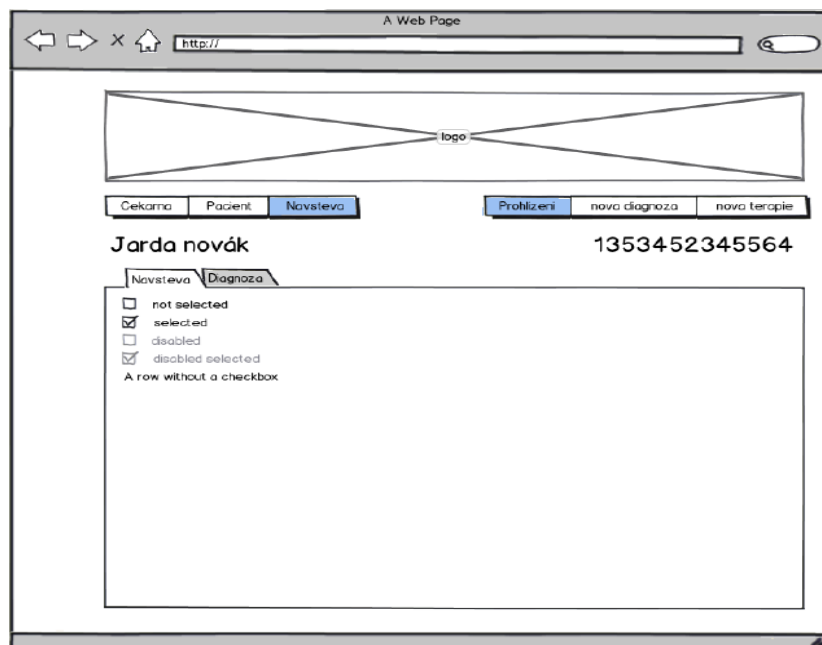 A Web Page
http://
logo
Cekarna Pacient Navsteva Prohlizeni nova diagnoza nova terapie
Jarda novák 1353452345564
Navsteva Diagnoza
not selected
selected
disabled
disabled selected
A row without a checkbox